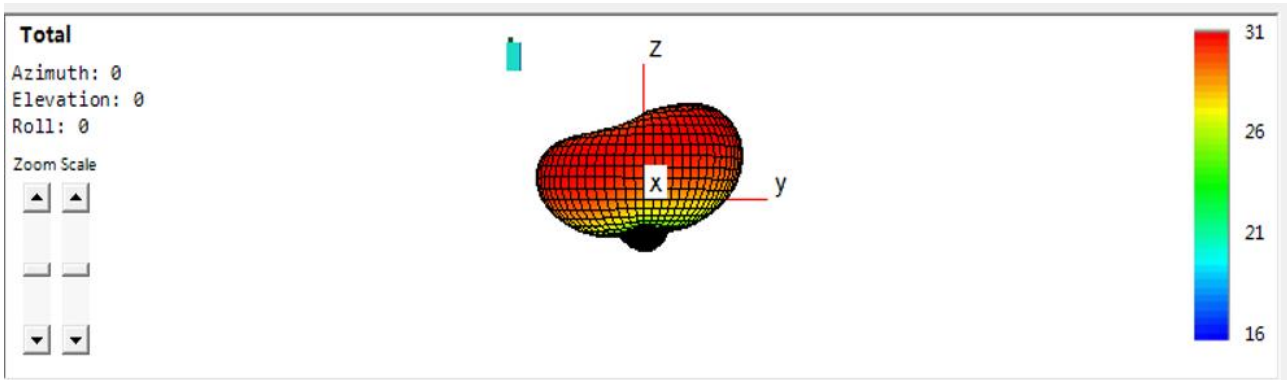 Total
Azimuth: 0
Elevation: 0
Roll: 0
Zoom Scale
Z
x
y
31
26
21
16